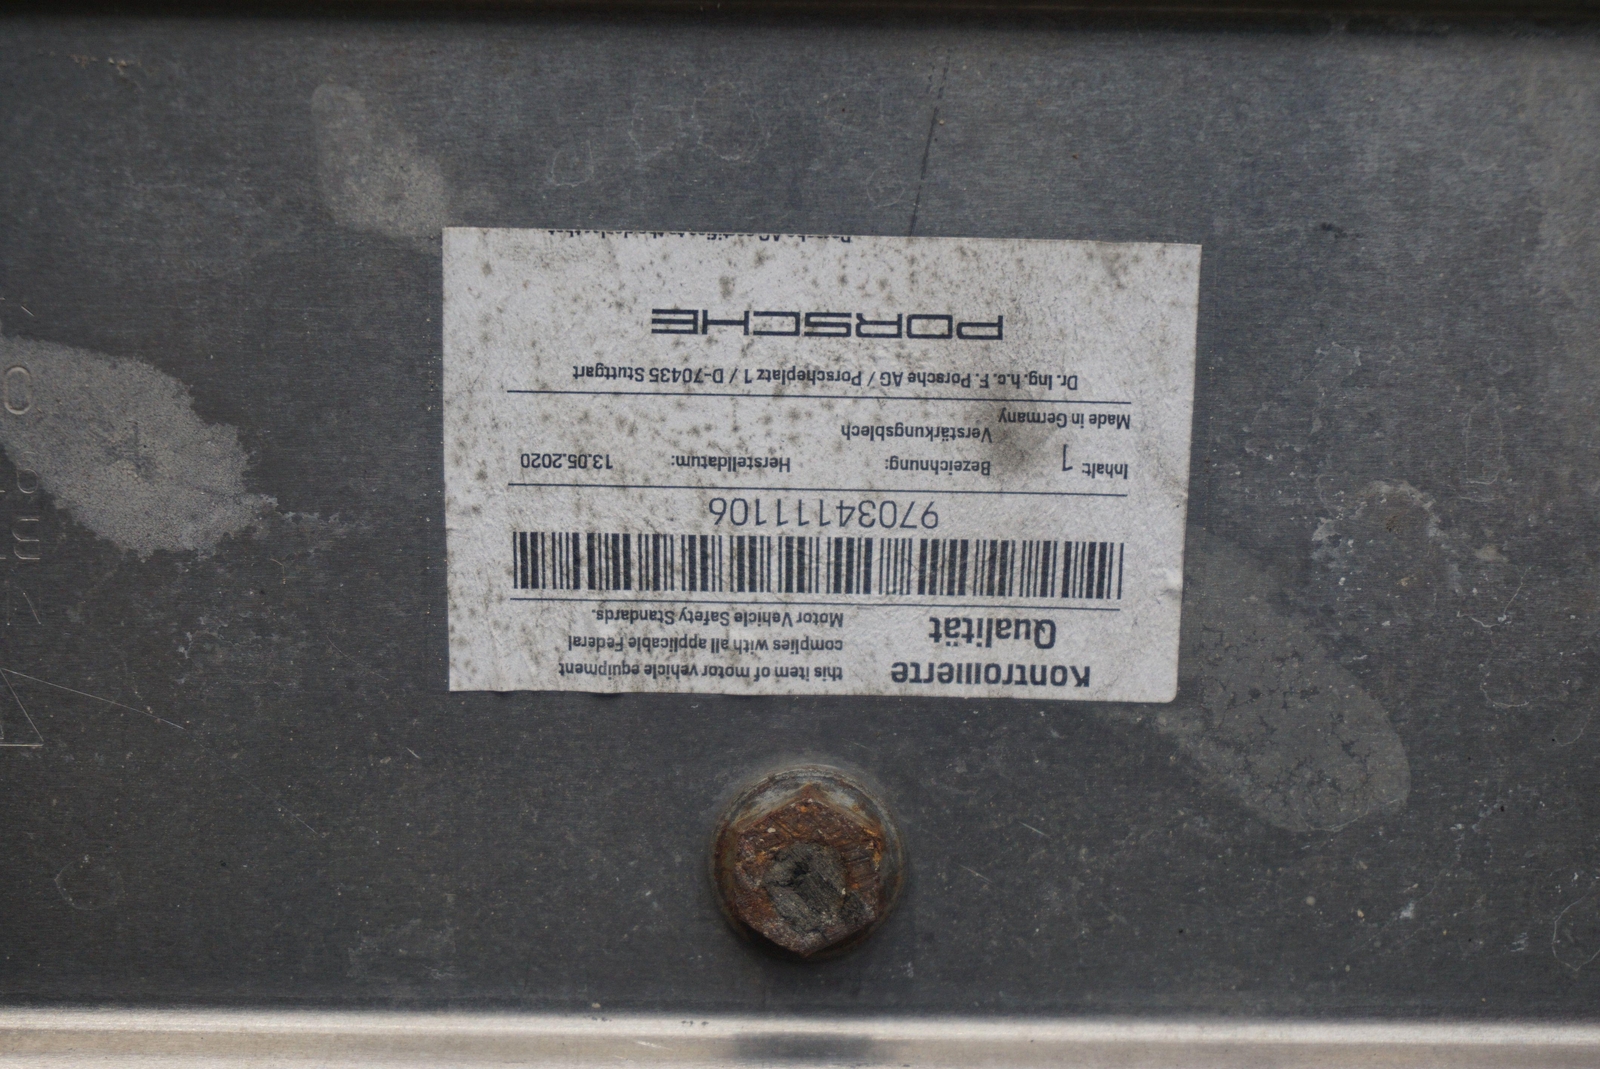 this item of motor vehicle equipment
complies with all applicable Federal
Motor Vehicle Safety Standards.
Kontrollierte
Qualität
97034111106
Inhalt: 1
Bezeichnung:
Verstärkungsblech
Herstelldatum: 13.05.2020
Made in Germany
Dr. Ing. h.c. F. Porsche AG / Porscheplatz 1 / D-70435 Stuttgart
PORSCHE